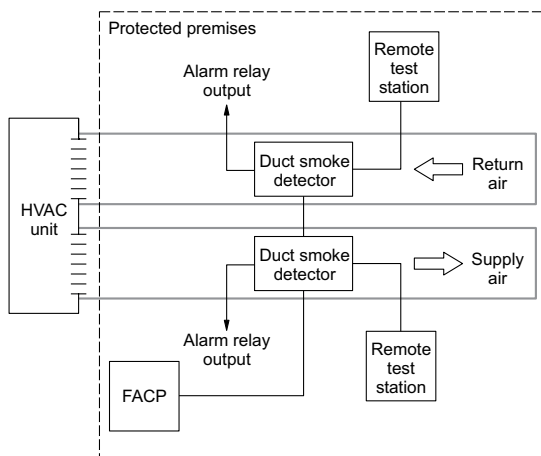 Protected premises
Remote
test
station
Alarm relay
output
Duct smoke
detector
Return
air
HVAC
unit
Duct smoke
detector
Supply
air
Alarm relay
output
Remote
test
station
FACP